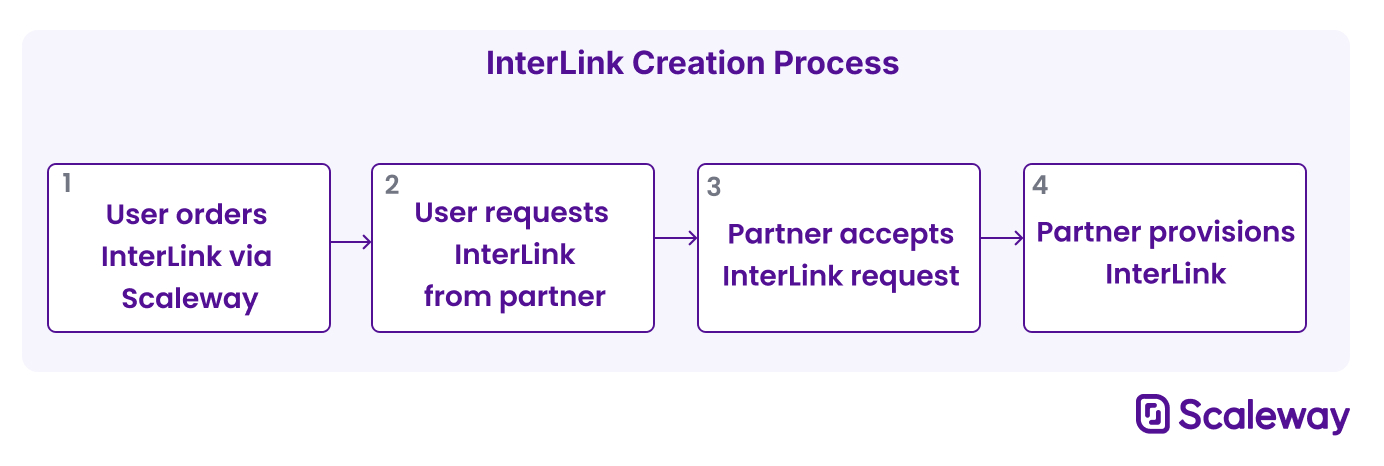 InterLink Creation Process
1
User orders
InterLink via
Scaleway
2
User requests
InterLink
from partner
3
Partner accepts
InterLink request
4
Partner provisions
InterLink
Scaleway